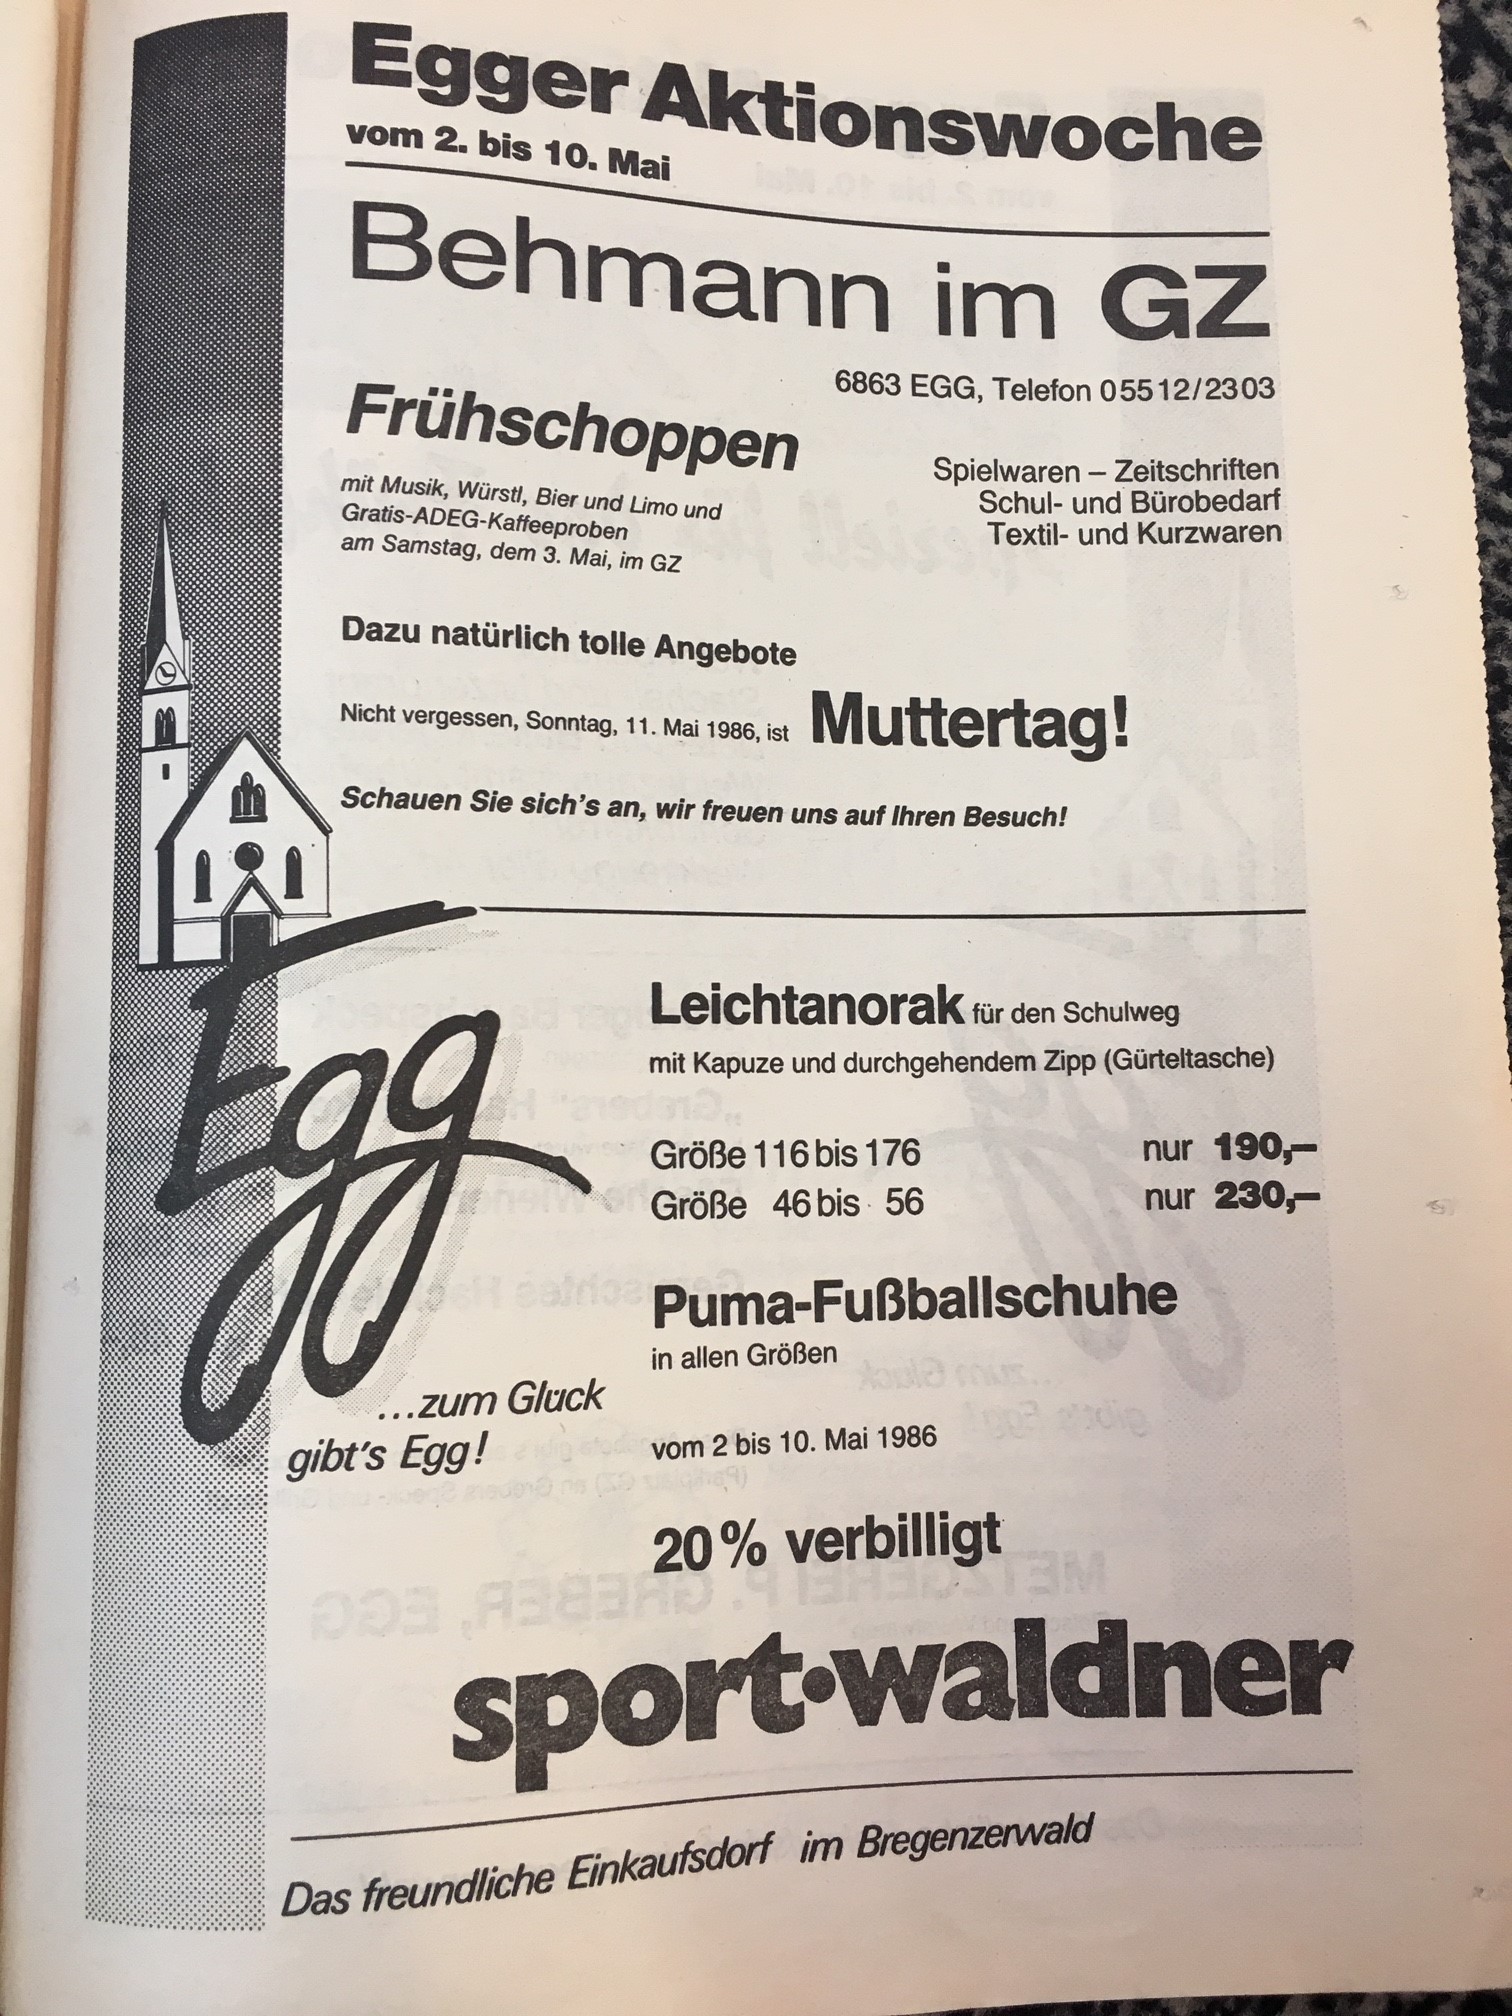 Egger Aktionswoche
vom 2. bis 10. Mai
Behmann im GZ
6863 EGG, Telefon 05512/2303
Frühschoppen
mit Musik, Würstl, Bier und Limo und
Gratis-ADEG-Kaffeeproben
am Samstag, dem 3. Mai, im GZ
Spielwaren – Zeitschriften
Schul- und Bürobedarf
Textil- und Kurzwaren
Dazu natürlich tolle Angebote
Nicht vergessen, Sonntag, 11. Mai 1986, ist Muttertag!
Schauen Sie sich's an, wir freuen uns auf Ihren Besuch!
Egg
...zum Glück
gibt's Egg!
Leichtanorak für den Schulweg
mit Kapuze und durchgehendem Zipp (Gürteltasche)
Größe 116 bis 176 nur 190,–
Größe 46 bis 56 nur 230,–
Puma-Fußballschuhe
in allen Größen
vom 2 bis 10. Mai 1986
20% verbilligt
sport•waldner
Das freundliche Einkaufsdorf im Bregenzerwald